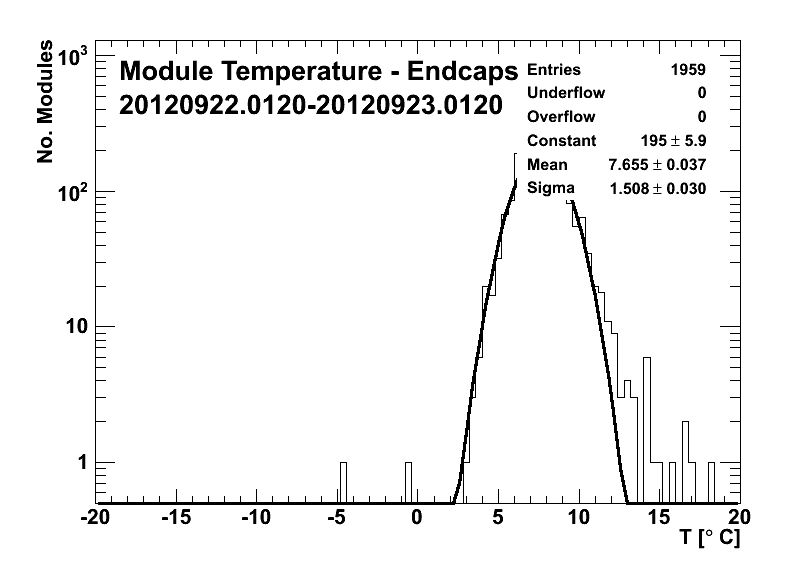 No. Modules
10³
10²
10
1
Module Temperature - Endcaps
20120922.0120-20120923.0120
Entries 1959
Underflow 0
Overflow 0
Constant 195 ± 5.9
Mean 7.655 ± 0.037
Sigma 1.508 ± 0.030
-20 -15 -10 -5 0 5 10 15 20
T [° C]